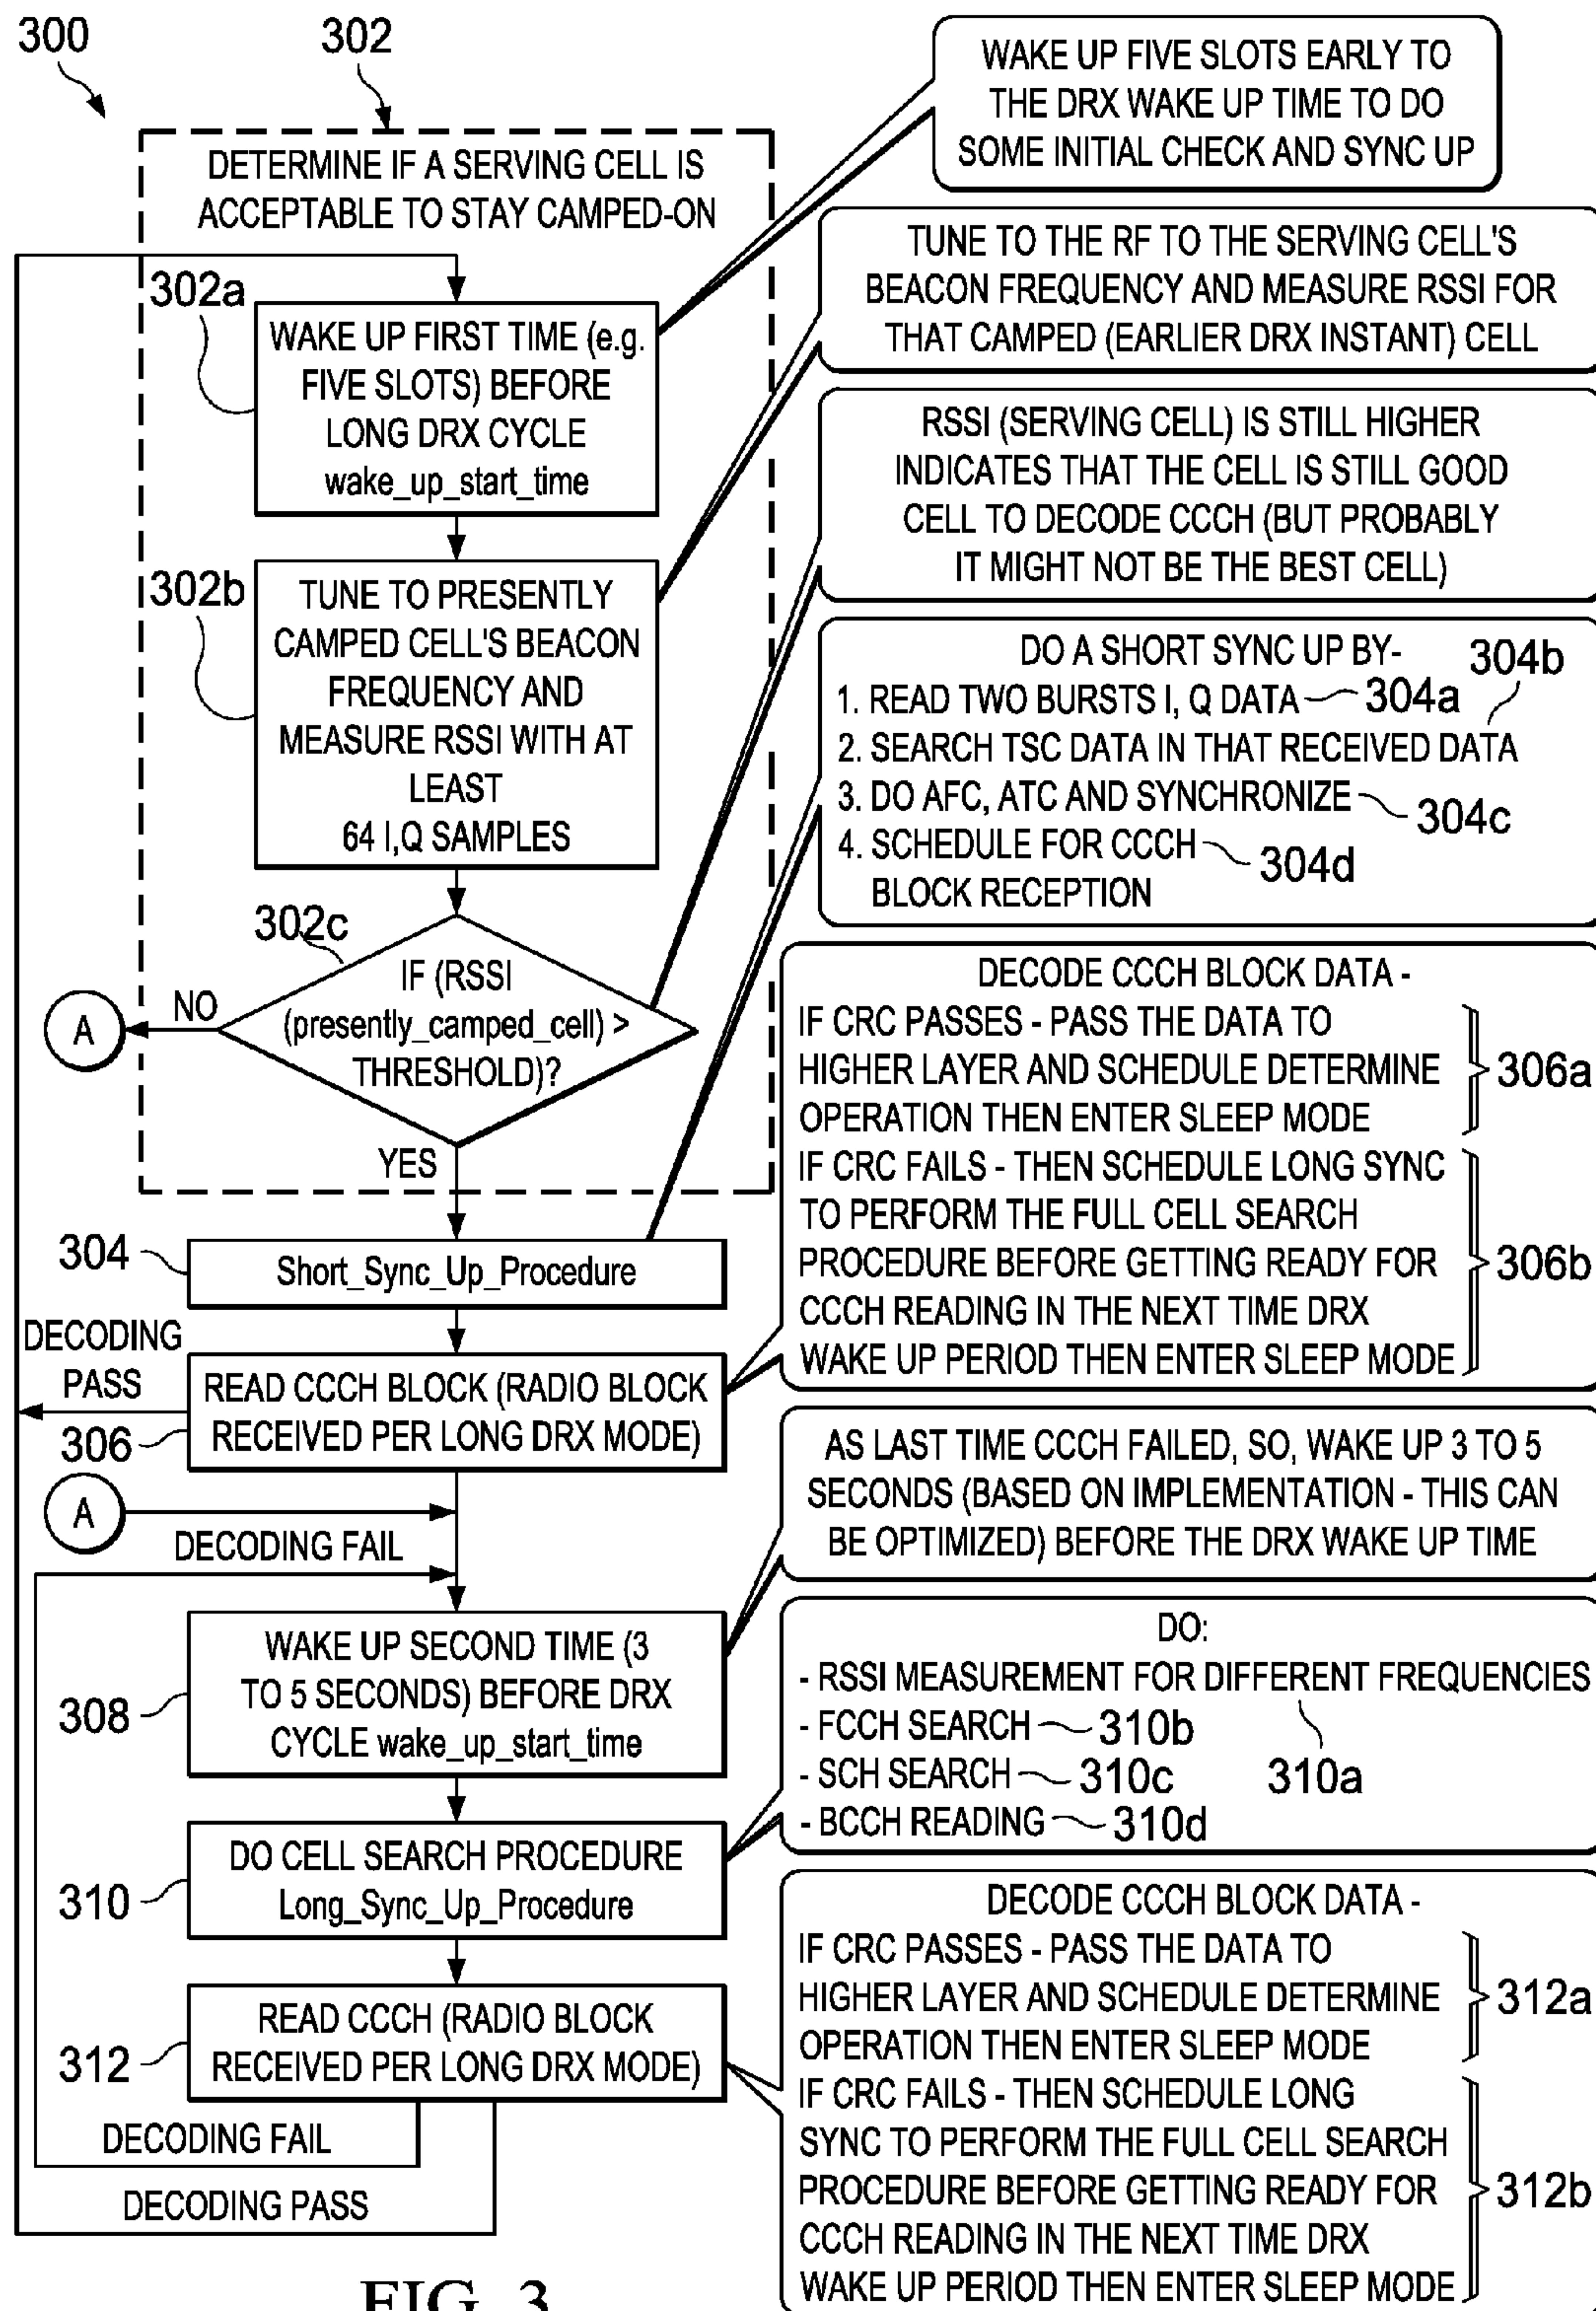 300
302
DETERMINE IF A SERVING CELL IS
ACCEPTABLE TO STAY CAMPED-ON
302a
WAKE UP FIRST TIME (e.g.
FIVE SLOTS) BEFORE
LONG DRX CYCLE
wake_up_start_time
302b
TUNE TO PRESENTLY
CAMPED CELL'S BEACON
FREQUENCY AND
MEASURE RSSI WITH AT
LEAST
64 I,Q SAMPLES
302c
IF (RSSI
(presently_camped_cell) >
THRESHOLD)?
NO
A
YES
304
Short_Sync_Up_Procedure
DECODING
PASS
306
READ CCCH BLOCK (RADIO BLOCK
RECEIVED PER LONG DRX MODE)
A
DECODING FAIL
308
WAKE UP SECOND TIME (3
TO 5 SECONDS) BEFORE DRX
CYCLE wake_up_start_time
310
DO CELL SEARCH PROCEDURE
Long_Sync_Up_Procedure
312
READ CCCH (RADIO BLOCK
RECEIVED PER LONG DRX MODE)
DECODING FAIL
DECODING PASS
WAKE UP FIVE SLOTS EARLY TO
THE DRX WAKE UP TIME TO DO
SOME INITIAL CHECK AND SYNC UP
TUNE TO THE RF TO THE SERVING CELL'S
BEACON FREQUENCY AND MEASURE RSSI FOR
THAT CAMPED (EARLIER DRX INSTANT) CELL
RSSI (SERVING CELL) IS STILL HIGHER
INDICATES THAT THE CELL IS STILL GOOD
CELL TO DECODE CCCH (BUT PROBABLY
IT MIGHT NOT BE THE BEST CELL)
DO A SHORT SYNC UP BY-
304b
1. READ TWO BURSTS I, Q DATA 304a
2. SEARCH TSC DATA IN THAT RECEIVED DATA
3. DO AFC, ATC AND SYNCHRONIZE 304c
4. SCHEDULE FOR CCCH 304d
BLOCK RECEPTION
DECODE CCCH BLOCK DATA -
IF CRC PASSES - PASS THE DATA TO
HIGHER LAYER AND SCHEDULE DETERMINE 306a
OPERATION THEN ENTER SLEEP MODE
IF CRC FAILS - THEN SCHEDULE LONG SYNC
TO PERFORM THE FULL CELL SEARCH
PROCEDURE BEFORE GETTING READY FOR 306b
CCCH READING IN THE NEXT TIME DRX
WAKE UP PERIOD THEN ENTER SLEEP MODE
AS LAST TIME CCCH FAILED, SO, WAKE UP 3 TO 5
SECONDS (BASED ON IMPLEMENTATION - THIS CAN
BE OPTIMIZED) BEFORE THE DRX WAKE UP TIME
DO:
- RSSI MEASUREMENT FOR DIFFERENT FREQUENCIES
- FCCH SEARCH 310b
- SCH SEARCH 310c 310a
- BCCH READING 310d
DECODE CCCH BLOCK DATA -
IF CRC PASSES - PASS THE DATA TO
HIGHER LAYER AND SCHEDULE DETERMINE 312a
OPERATION THEN ENTER SLEEP MODE
IF CRC FAILS - THEN SCHEDULE LONG
SYNC TO PERFORM THE FULL CELL SEARCH
PROCEDURE BEFORE GETTING READY FOR 312b
CCCH READING IN THE NEXT TIME DRX
WAKE UP PERIOD THEN ENTER SLEEP MODE
FIG. 3